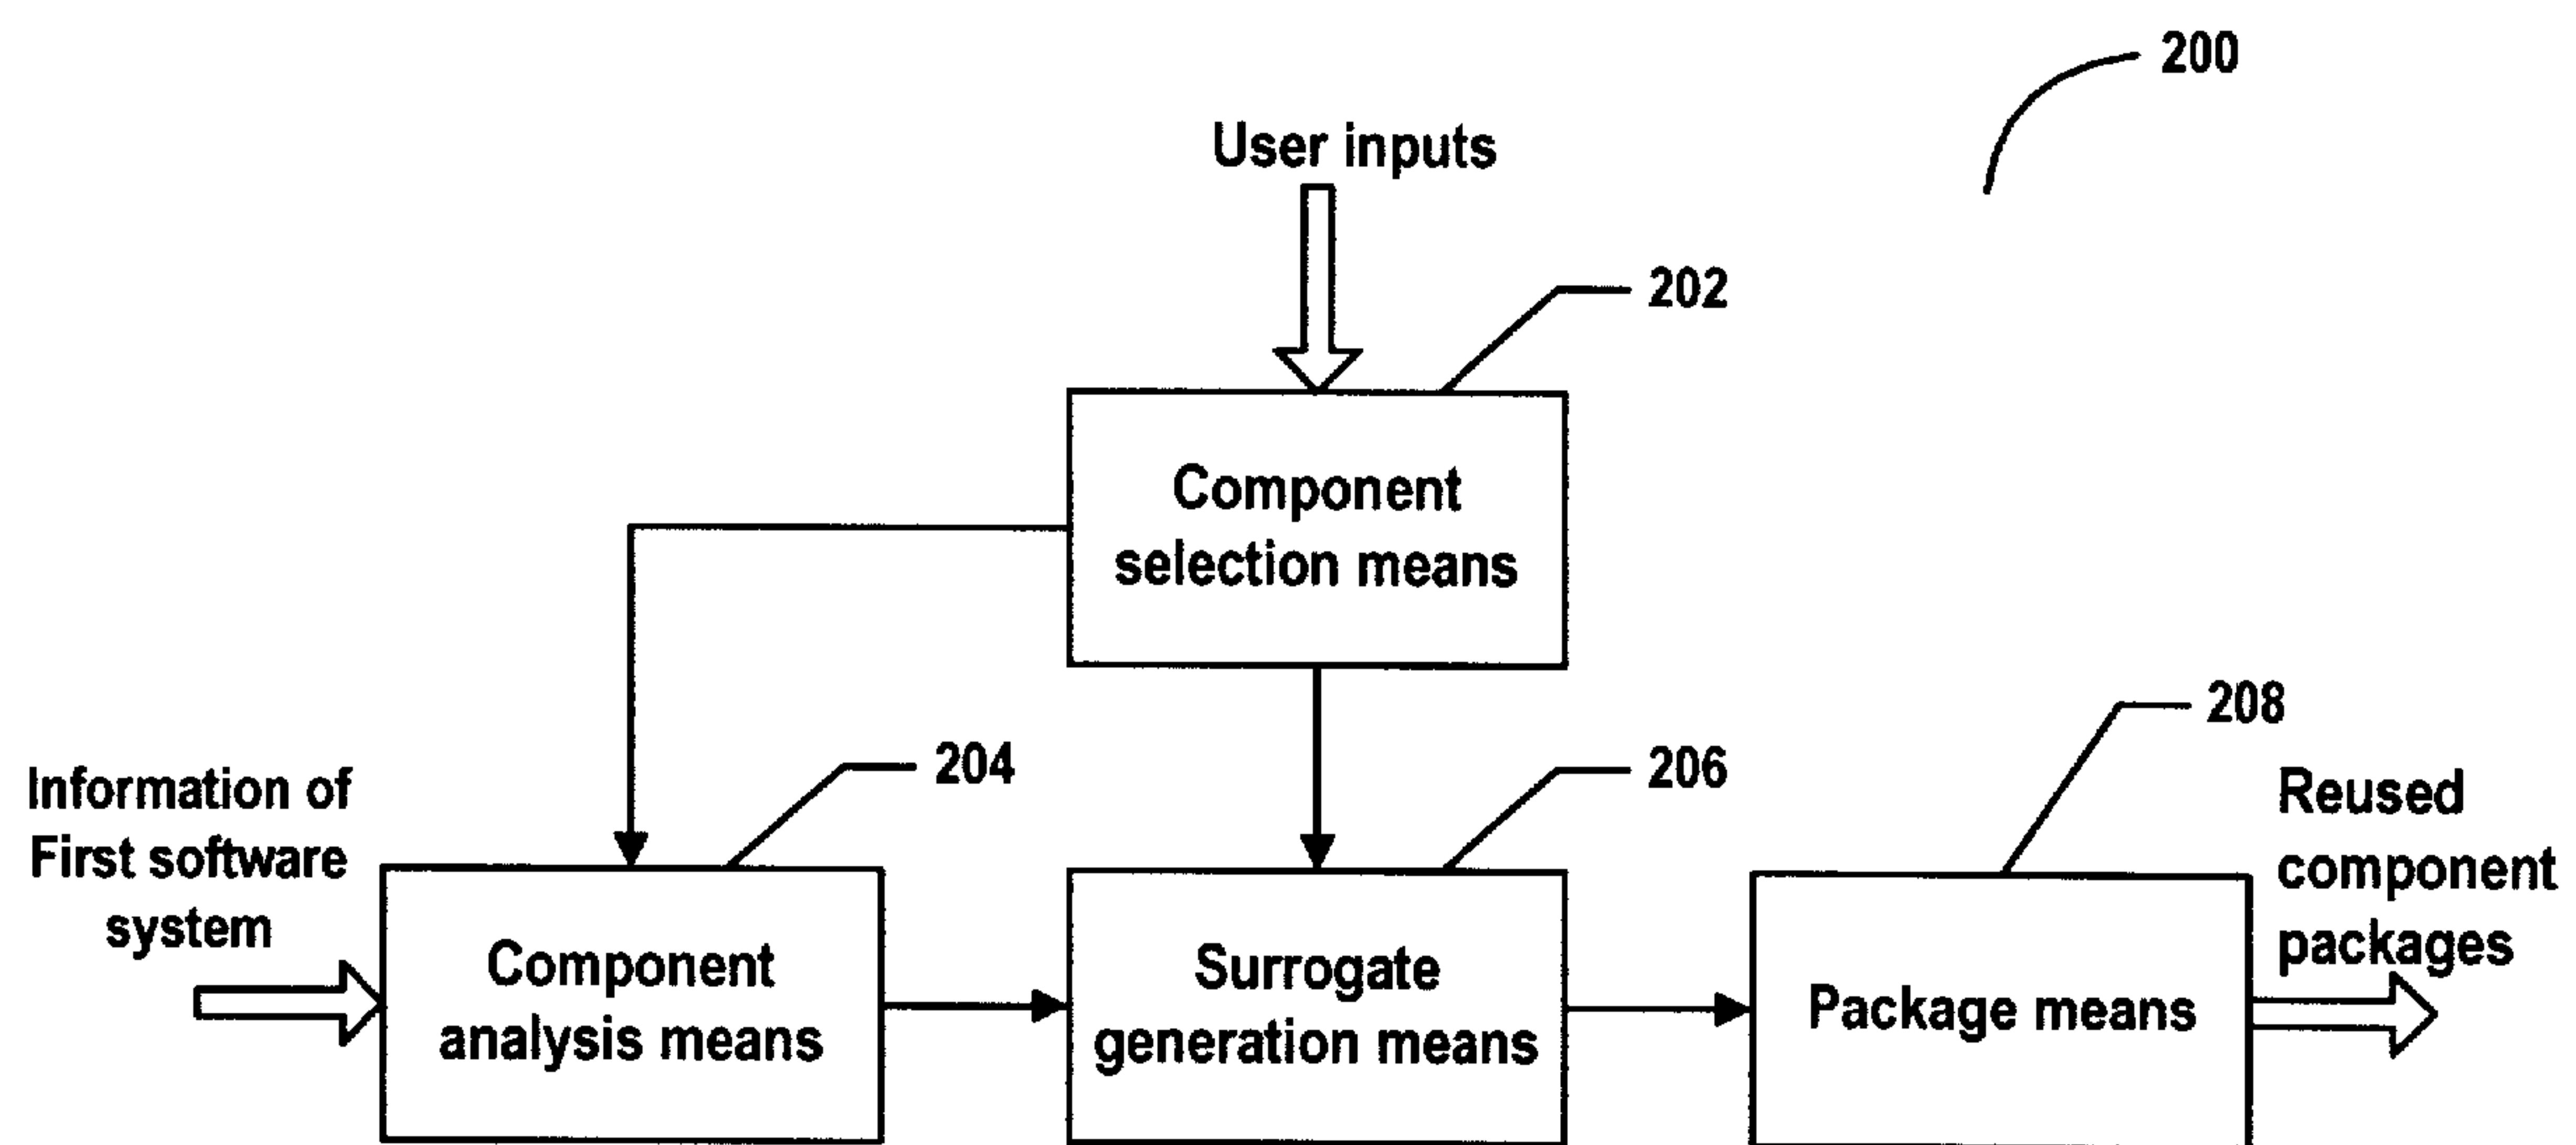 200
User inputs
202
Component
selection means
208
204
206
Information of
First software
system
Reused
component
packages
Component
analysis means
Surrogate
generation means
Package means